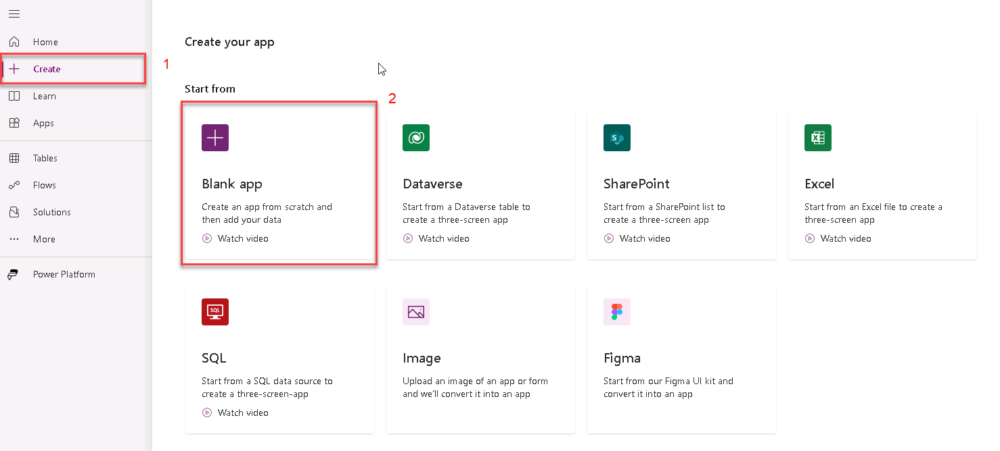 Home
Create
1
Learn
Apps
Tables
Flows
Solutions
More
Power Platform
Create your app
Start from
2
Blank app
Create an app from scratch and
then add your data
Watch video
Dataverse
Start from a Dataverse table to
create a three-screen app
Watch video
S
SharePoint
Start from a SharePoint list to
create a three-screen app
Watch video
X
Excel
Start from an Excel file to create a
three-screen app
Watch video
SQL
SQL
Start from a SQL data source to
create a three-screen-app
Watch video
Image
Upload an image of an app or form
and we'll convert it into an app
Figma
Start from our Figma UI kit and
convert it into an app